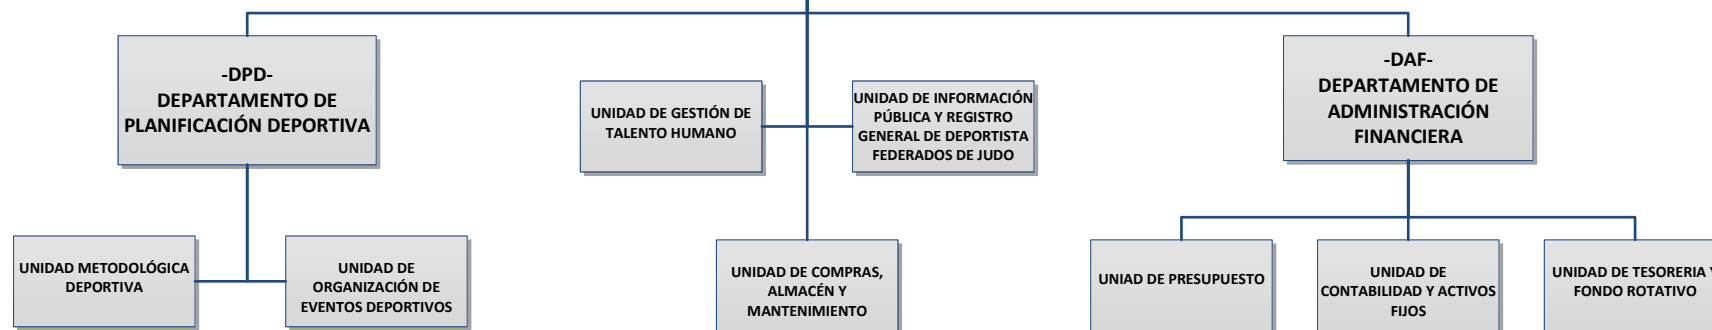 -DPD-
DEPARTAMENTO DE
PLANIFICACIÓN DEPORTIVA
-DAF-
DEPARTAMENTO DE
ADMINISTRACIÓN
FINANCIERA
UNIDAD DE GESTIÓN DE
TALENTO HUMANO
UNIDAD DE INFORMACIÓN
PÚBLICA Y REGISTRO
GENERAL DE DEPORTISTA
FEDERADOS DE JUDO
UNIDAD METODOLÓGICA
DEPORTIVA
UNIDAD DE
ORGANIZACIÓN DE
EVENTOS DEPORTIVOS
UNIDAD DE COMPRAS,
ALMACÉN Y
MANTENIMIENTO
UNIAD DE PRESUPUESTO
UNIDAD DE
CONTABILIDAD Y ACTIVOS
FIJOS
UNIDAD DE TESORERIA Y
FONDO ROTATIVO